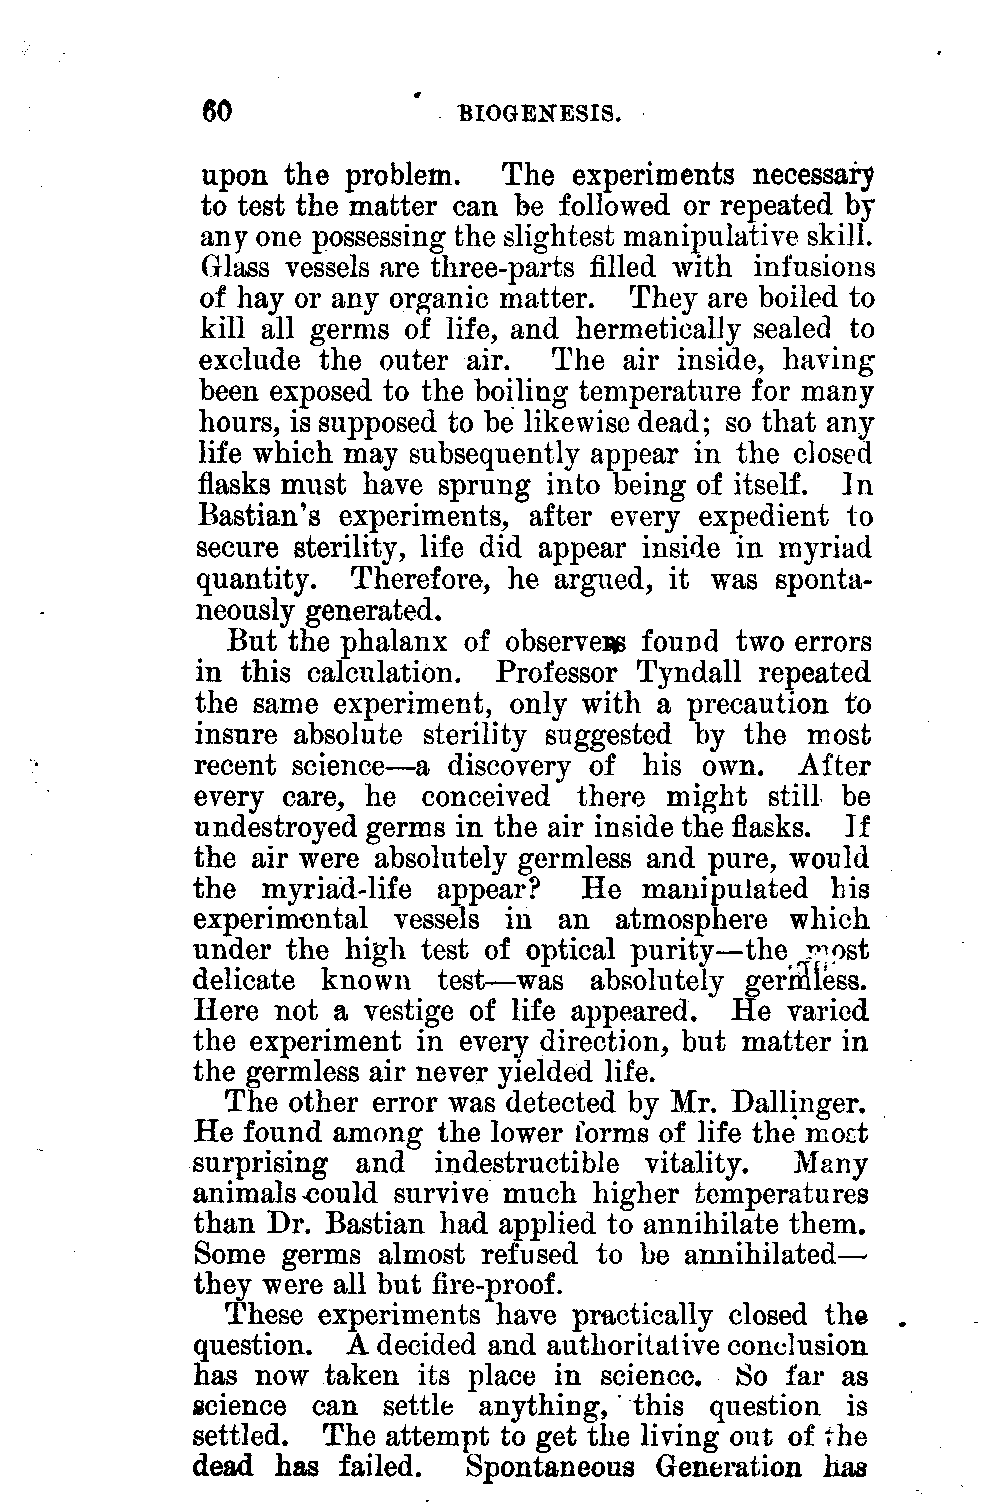 60 BIOGENESIS.
upon the problem. The experiments necessary
to test the matter can be followed or repeated by
any one possessing the slightest manipulative skill.
Glass vessels are three-parts filled with infusions
of hay or any organic matter. They are boiled to
kill all germs of life, and hermetically sealed to
exclude the outer air. The air inside, having
been exposed to the boiling temperature for many
hours, is supposed to be likewise dead; so that any
life which may subsequently appear in the closed
flasks must have sprung into being of itself. In
Bastian's experiments, after every expedient to
secure sterility, life did appear inside in myriad
quantity. Therefore, he argued, it was sponta-
neously generated.
But the phalanx of observers found two errors
in this calculation. Professor Tyndall repeated
the same experiment, only with a precaution to
insure absolute sterility suggested by the most
recent science—a discovery of his own. After
every care, he conceived there might still be
undestroyed germs in the air inside the flasks. If
the air were absolutely germless and pure, would
the myriad-life appear? He manipulated his
experimental vessels in an atmosphere which
under the high test of optical purity—the most
delicate known test—was absolutely germless.
Here not a vestige of life appeared. He varied
the experiment in every direction, but matter in
the germless air never yielded life.
The other error was detected by Mr. Dallinger.
He found among the lower forms of life the most
surprising and indestructible vitality. Many
animals could survive much higher temperatures
than Dr. Bastian had applied to annihilate them.
Some germs almost refused to be annihilated—
they were all but fire-proof.
These experiments have practically closed the
question. A decided and authoritative conclusion
has now taken its place in science. So far as
science can settle anything, this question is
settled. The attempt to get the living out of the
dead has failed. Spontaneous Generation has